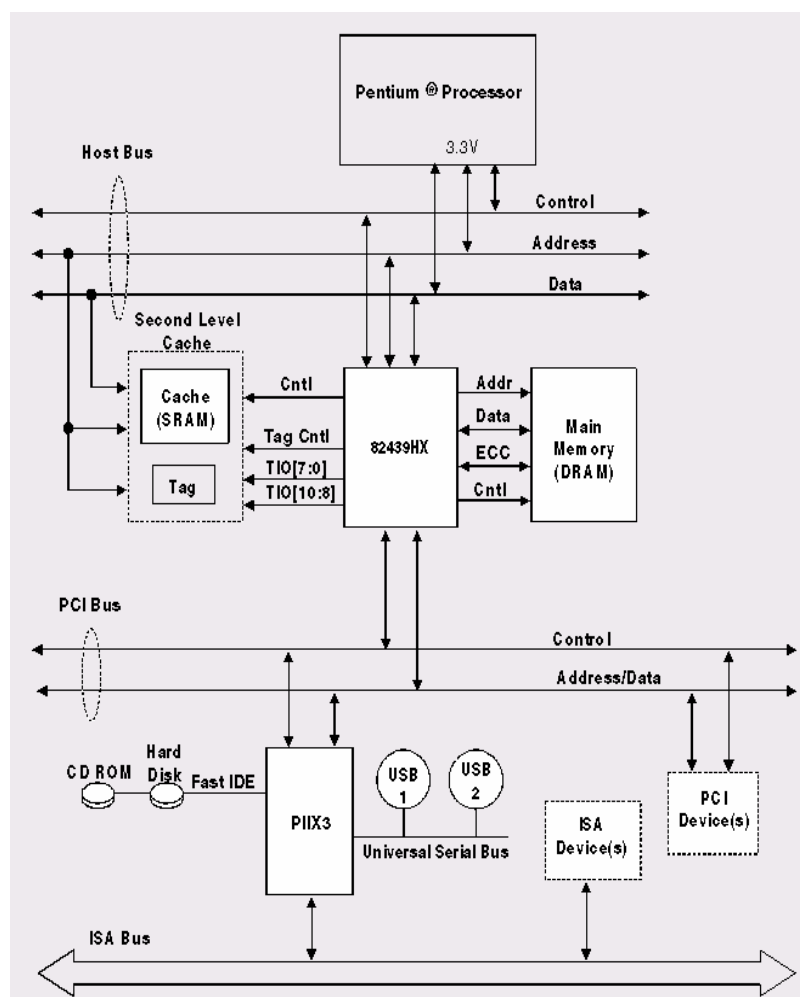 Pentium ® Processor
3.3V
Host Bus
Control
Address
Data
Second Level
Cache
Cache
(SRAM)
Tag
Cntl
Tag Cntl
TIO[7:0]
TIO[10:8]
82439HX
Addr
Data
ECC
Cntl
Main
Memory
(DRAM)
PCI Bus
Control
Address/Data
CD ROM
Hard
Disk
Fast IDE
PIIX3
USB
1
USB
2
Universal Serial Bus
ISA
Device(s)
PCI
Device(s)
ISA Bus